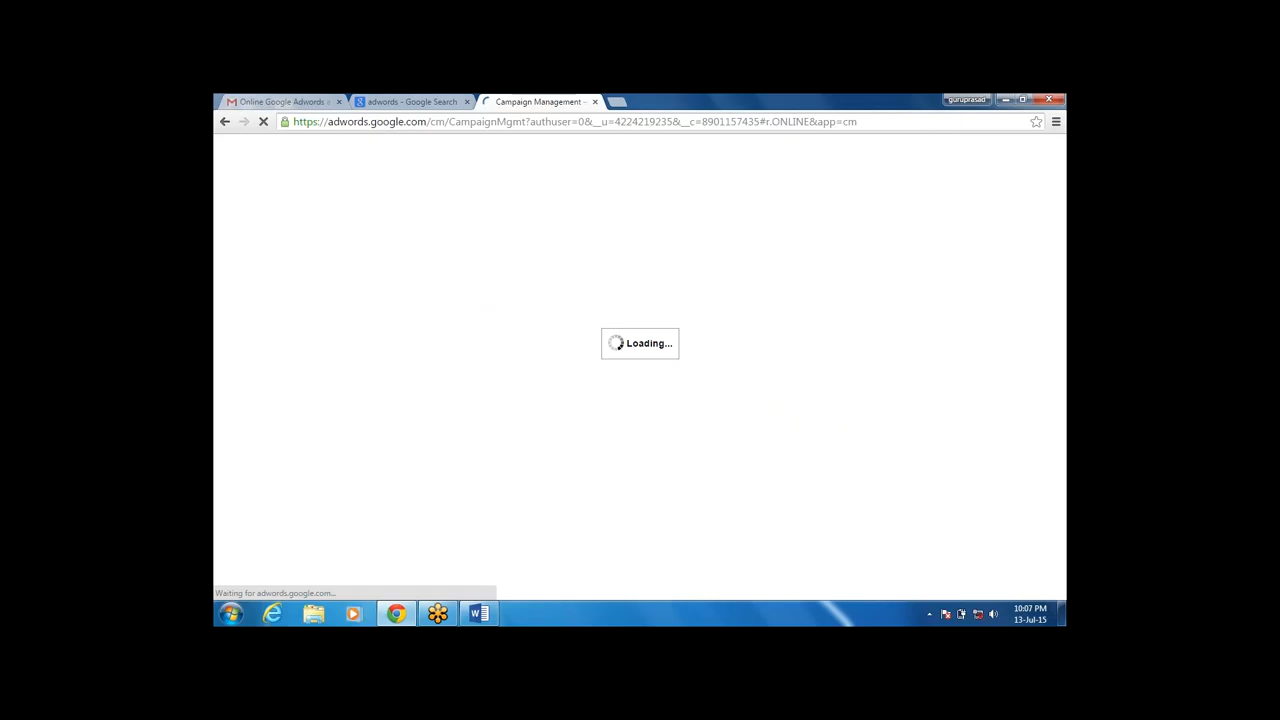 Online Google Adwords
adwords - Google Search
Campaign Management -
guruprasad
https://adwords.google.com/cm/CampaignMgmt?authuser=0&__u=4224219235&__c=8901157435#r.ONLINE&app=cm
Loading...
Waiting for adwords.google.com...
10:07 PM
13-Jul-15